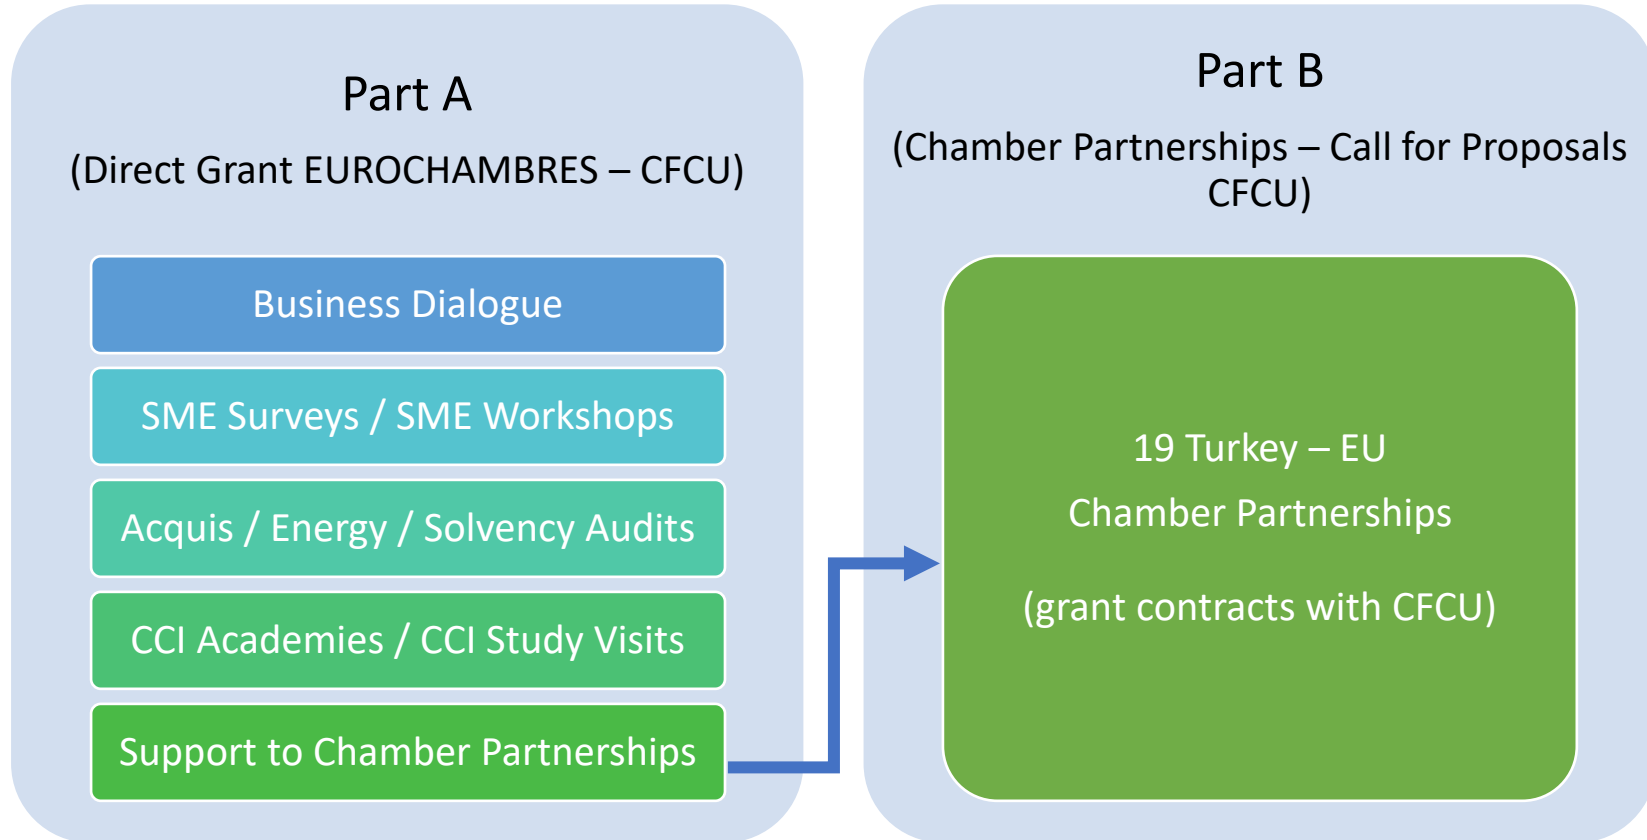 Part A
(Direct Grant EUROCHAMBRES – CFCU)
Business Dialogue
SME Surveys / SME Workshops
Acquis / Energy / Solvency Audits
CCI Academies / CCI Study Visits
Support to Chamber Partnerships
Part B
(Chamber Partnerships – Call for Proposals
CFCU)
19 Turkey – EU
Chamber Partnerships
(grant contracts with CFCU)